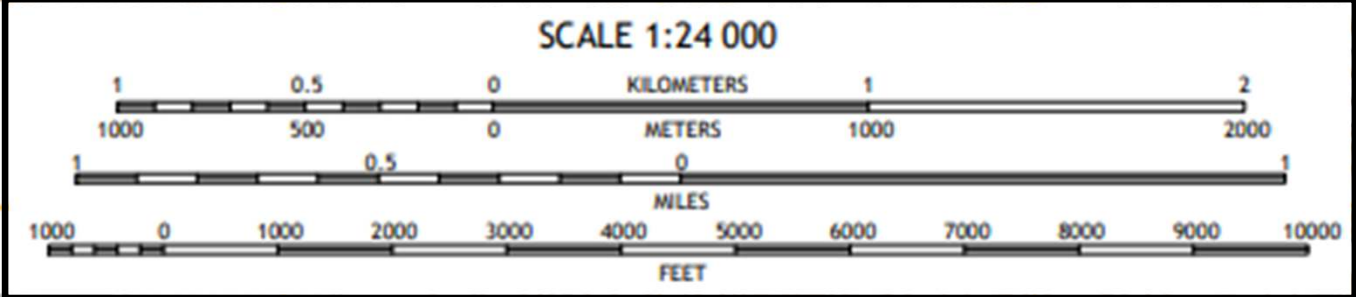 SCALE 1:24 000
1 0.5 0 KILOMETERS 1 2
1000 500 0 METERS 1000 2000
1 0.5 0 1
MILES
1000 0 1000 2000 3000 4000 5000 6000 7000 8000 9000 10000
FEET